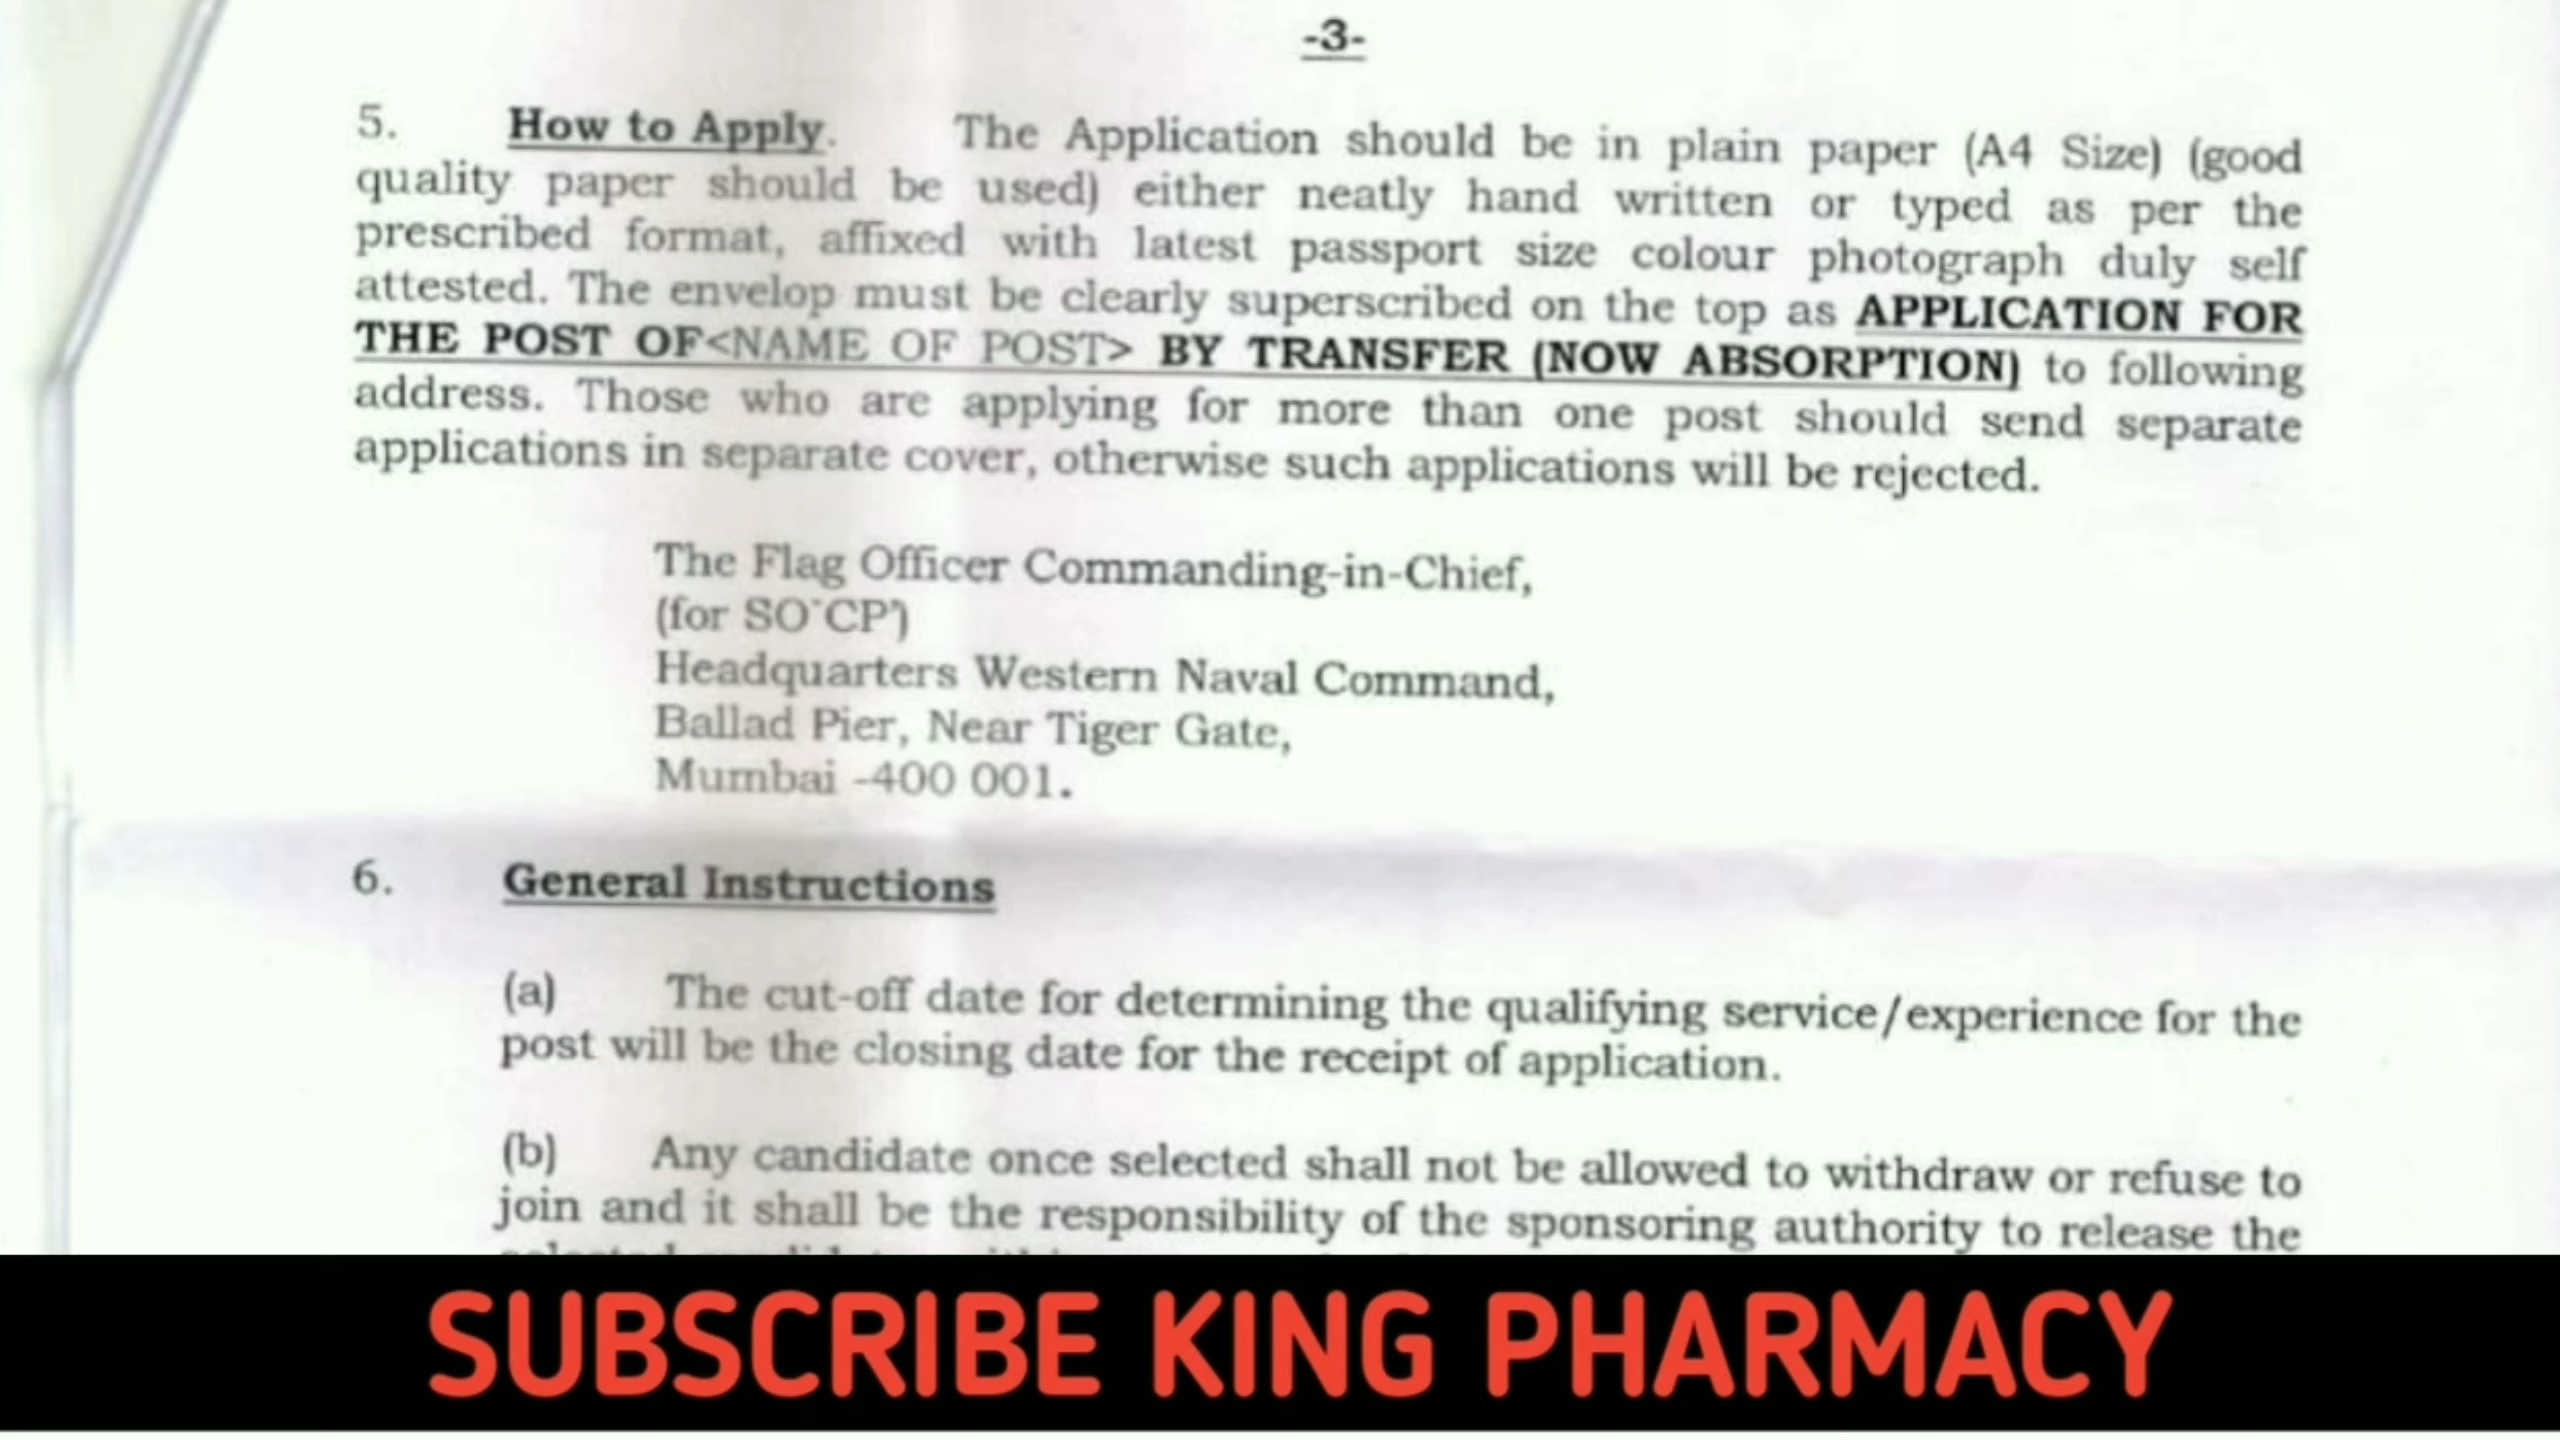 -3-
5. How to Apply. The Application should be in plain paper (A4 Size) (good
quality paper should be used) either neatly hand written or typed as per the
prescribed format, affixed with latest passport size colour photograph duly self
attested. The envelop must be clearly superscribed on the top as APPLICATION FOR
THE POST OF<NAME OF POST> BY TRANSFER (NOW ABSORPTION) to following
address. Those who are applying for more than one post should send separate
applications in separate cover, otherwise such applications will be rejected.
The Flag Officer Commanding-in-Chief,
(for SO`CP')
Headquarters Western Naval Command,
Ballad Pier, Near Tiger Gate,
Mumbai -400 001.
6. General Instructions
(a) The cut-off date for determining the qualifying service/experience for the
post will be the closing date for the receipt of application.
(b) Any candidate once selected shall not be allowed to withdraw or refuse to
join and it shall be the responsibility of the sponsoring authority to release the
SUBSCRIBE KING PHARMACY